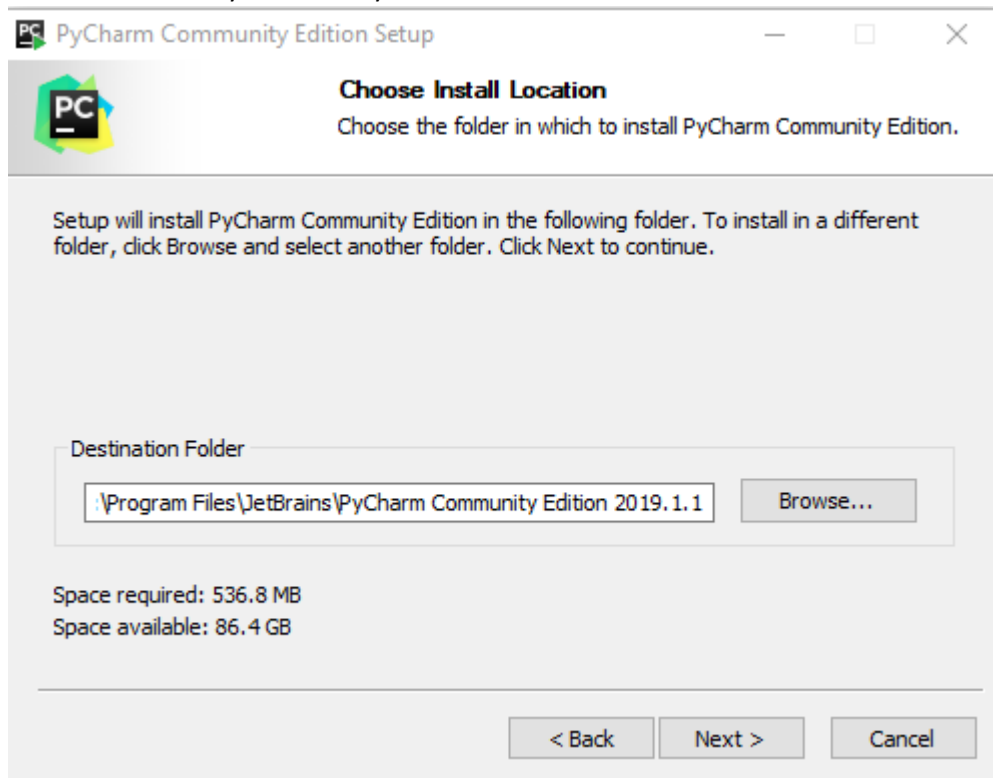 PyCharm Community Edition Setup
PC
Choose Install Location
Choose the folder in which to install PyCharm Community Edition.
Setup will install PyCharm Community Edition in the following folder. To install in a different
folder, click Browse and select another folder. Click Next to continue.
Destination Folder
:\Program Files\JetBrains\PyCharm Community Edition 2019.1.1
Browse...
Space required: 536.8 MB
Space available: 86.4 GB
< Back
Next >
Cancel